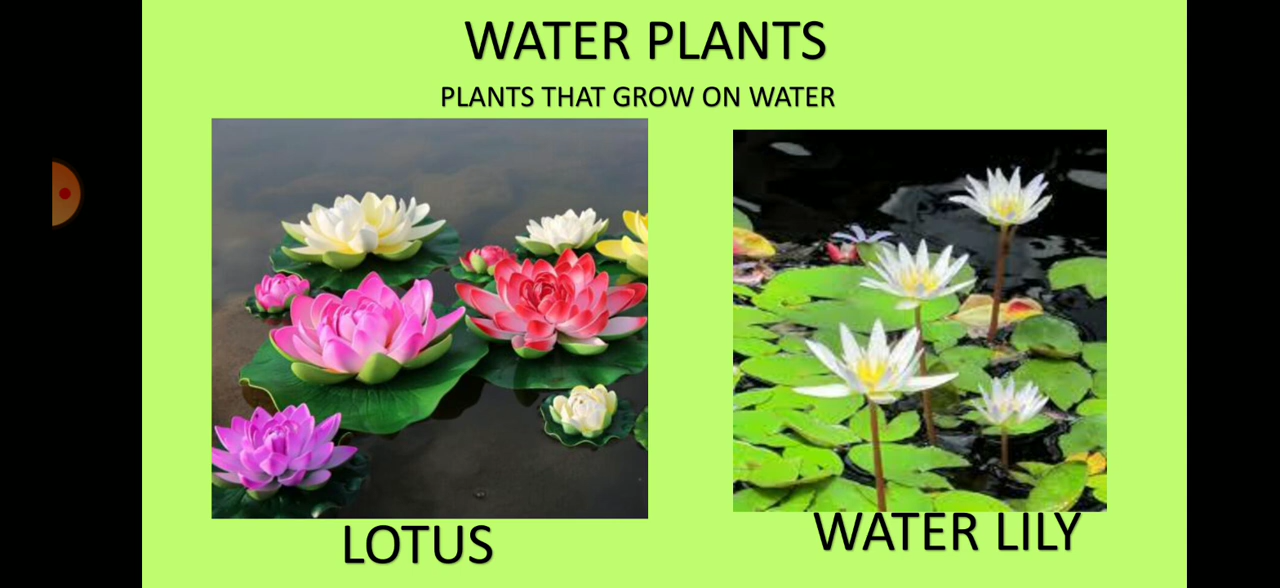 WATER PLANTS
PLANTS THAT GROW ON WATER
LOTUS
WATER LILY